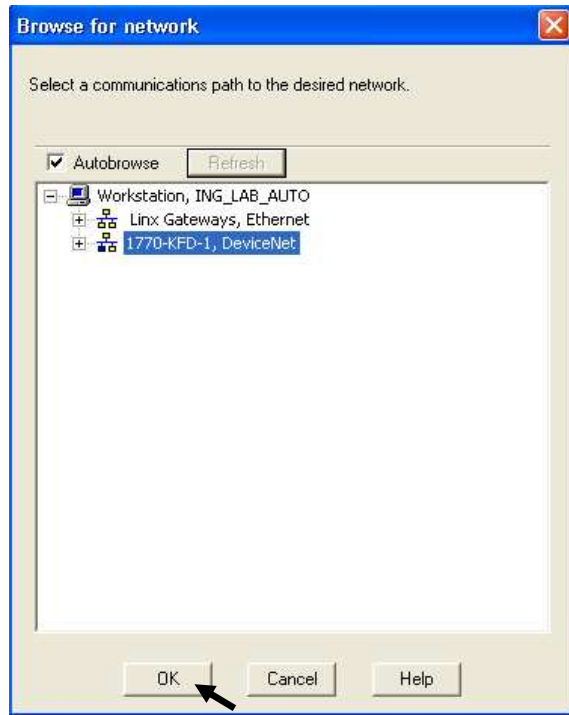 Browse for network
Select a communications path to the desired network.
Autobrowse Refresh
Workstation, ING_LAB_AUTO
Linx Gateways, Ethernet
1770-KFD-1, DeviceNet
OK Cancel Help